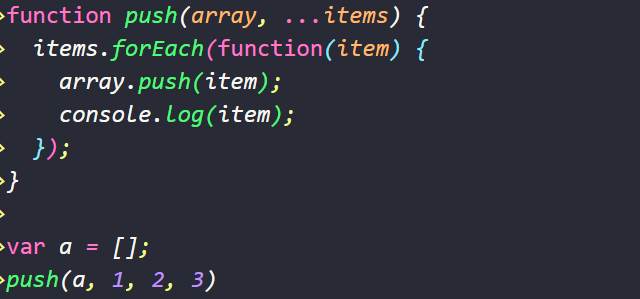 function push(array, ...items) {
  items.forEach(function(item) {
    array.push(item);
    console.log(item);
  });
}

var a = [];
push(a, 1, 2, 3)